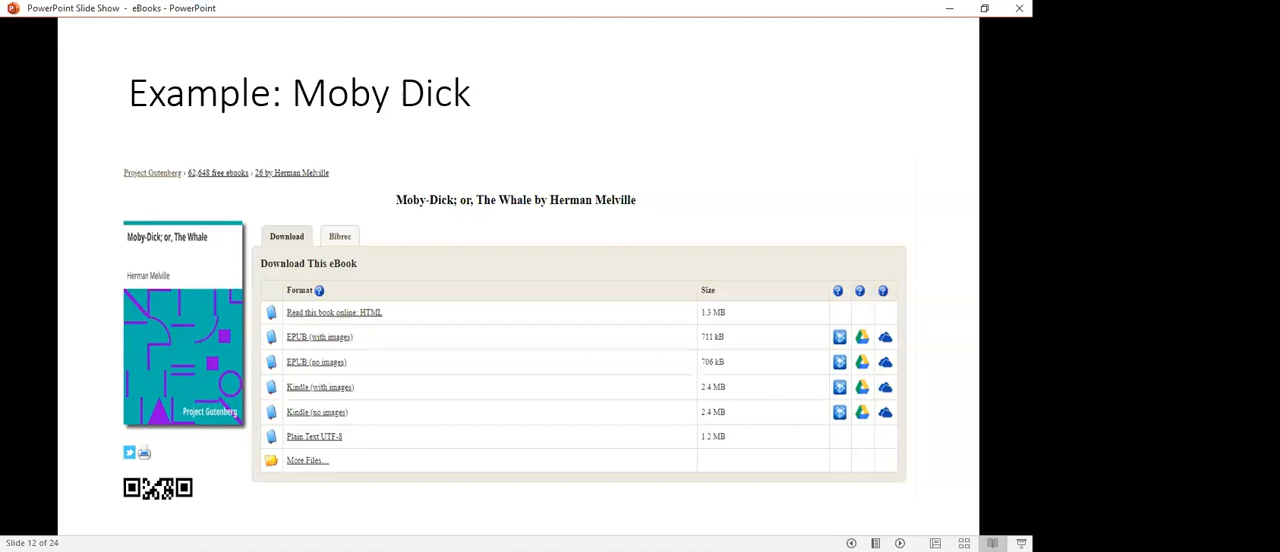 PowerPoint Slide Show - eBooks - PowerPoint
Example: Moby Dick
Project Gutenberg › 62,648 free ebooks › 26 by Herman Melville
Moby-Dick; or, The Whale by Herman Melville
Moby-Dick; or, The Whale
Herman Melville
Project Gutenberg
Download Bibrec
Download This eBook
Format ? Size ? ? ?
Read this book online: HTML 1.3 MB
EPUB (with images) 711 kB
EPUB (no images) 706 kB
Kindle (with images) 2.4 MB
Kindle (no images) 2.4 MB
Plain Text UTF-8 1.2 MB
More Files...
Slide 12 of 24